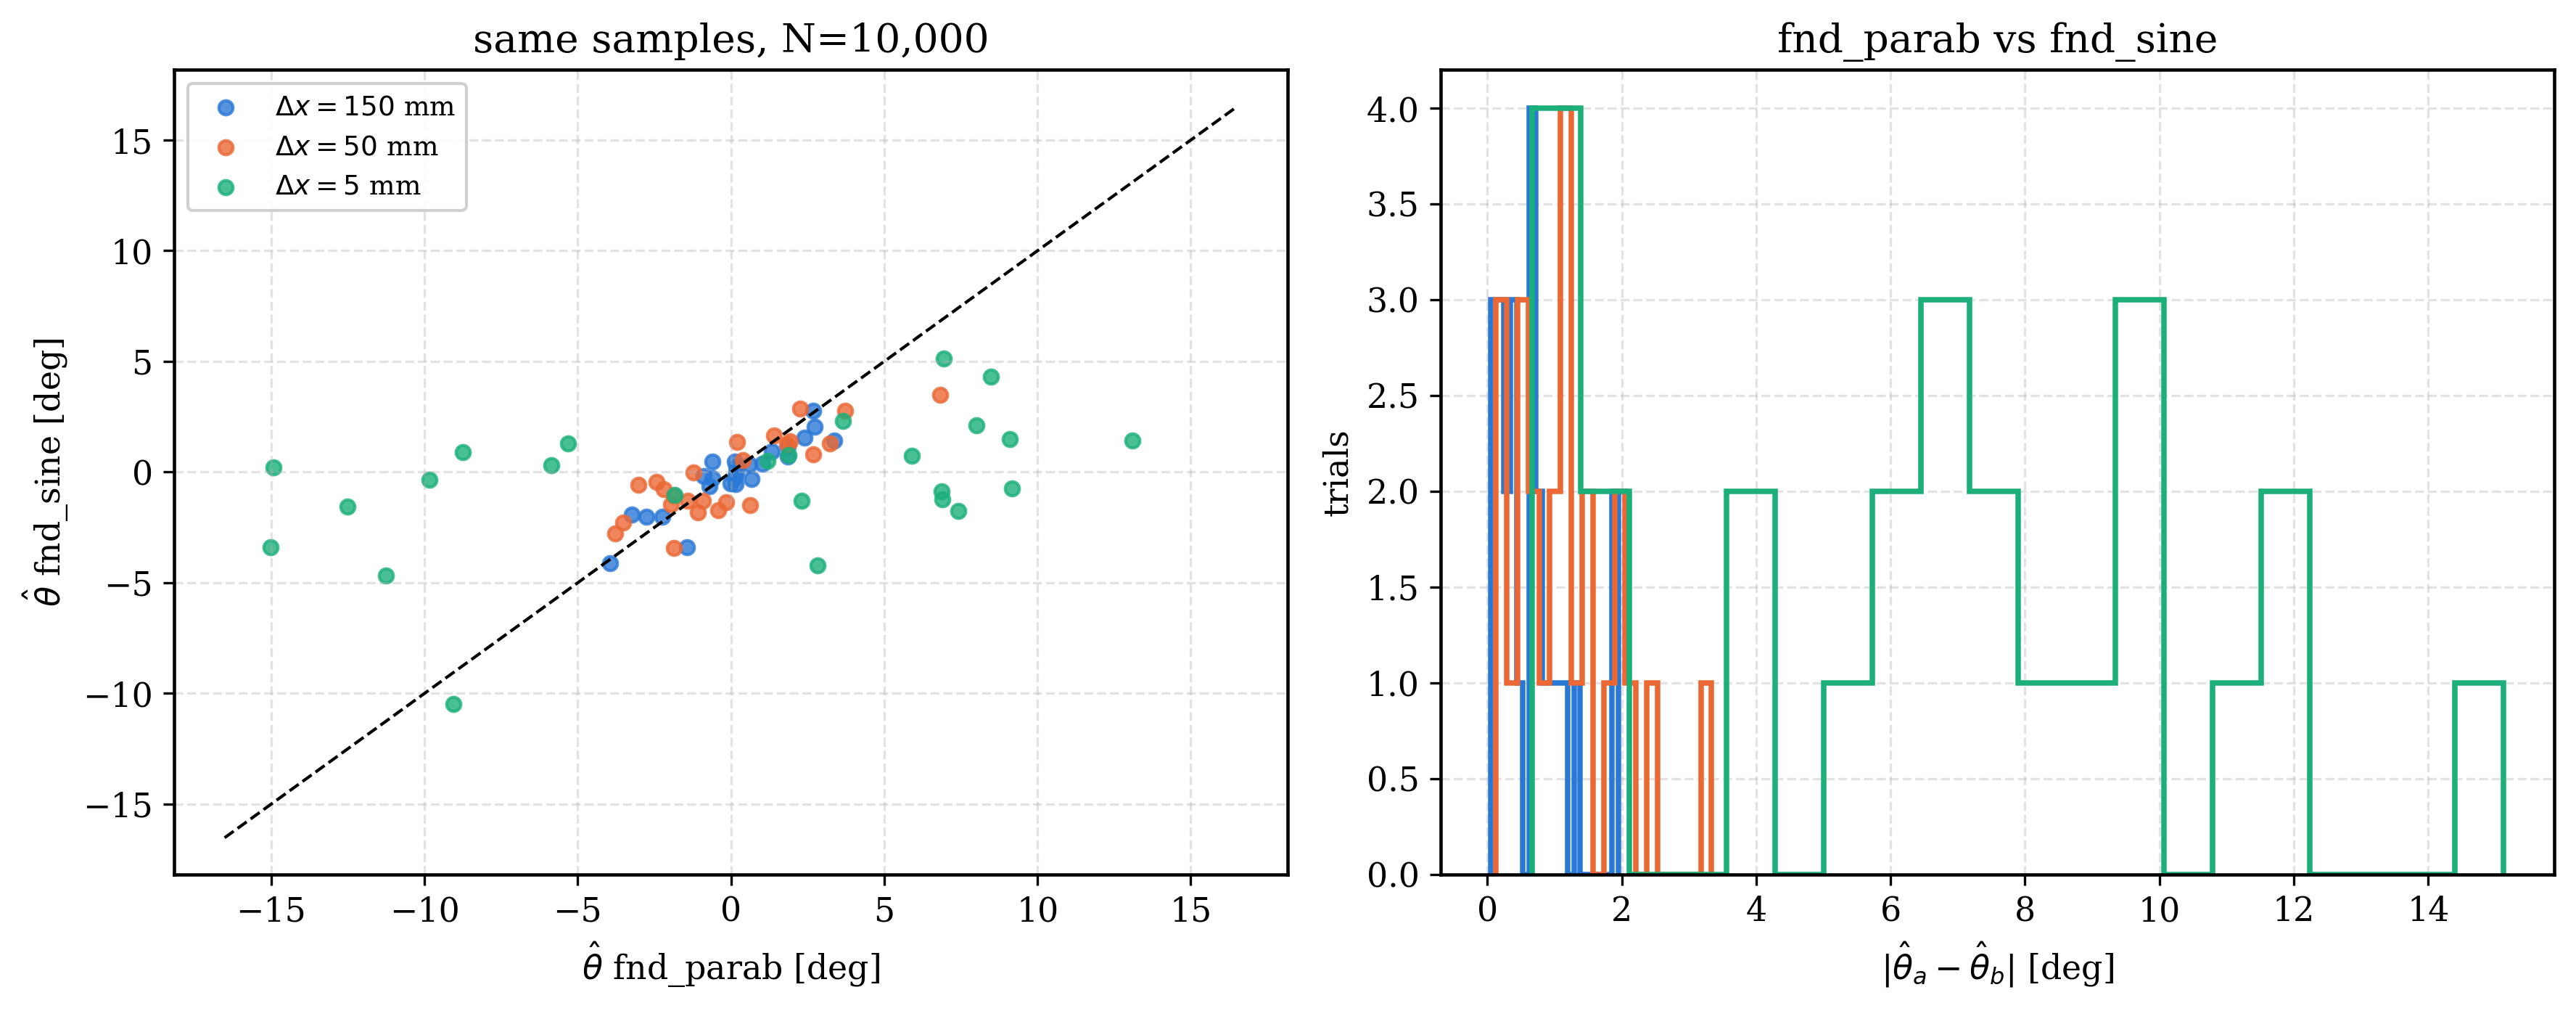 same samples, N=10,000
Δx = 150 mm
Δx = 50 mm
Δx = 5 mm
15
10
5
0
−5
−10
−15
θ̂ fnd_sine [deg]
−15 −10 −5 0 5 10 15
θ̂ fnd_parab [deg]
fnd_parab vs fnd_sine
4.0
3.5
3.0
2.5
2.0
1.5
1.0
0.5
0.0
trials
0 2 4 6 8 10 12 14
|θ̂a − θ̂b| [deg]